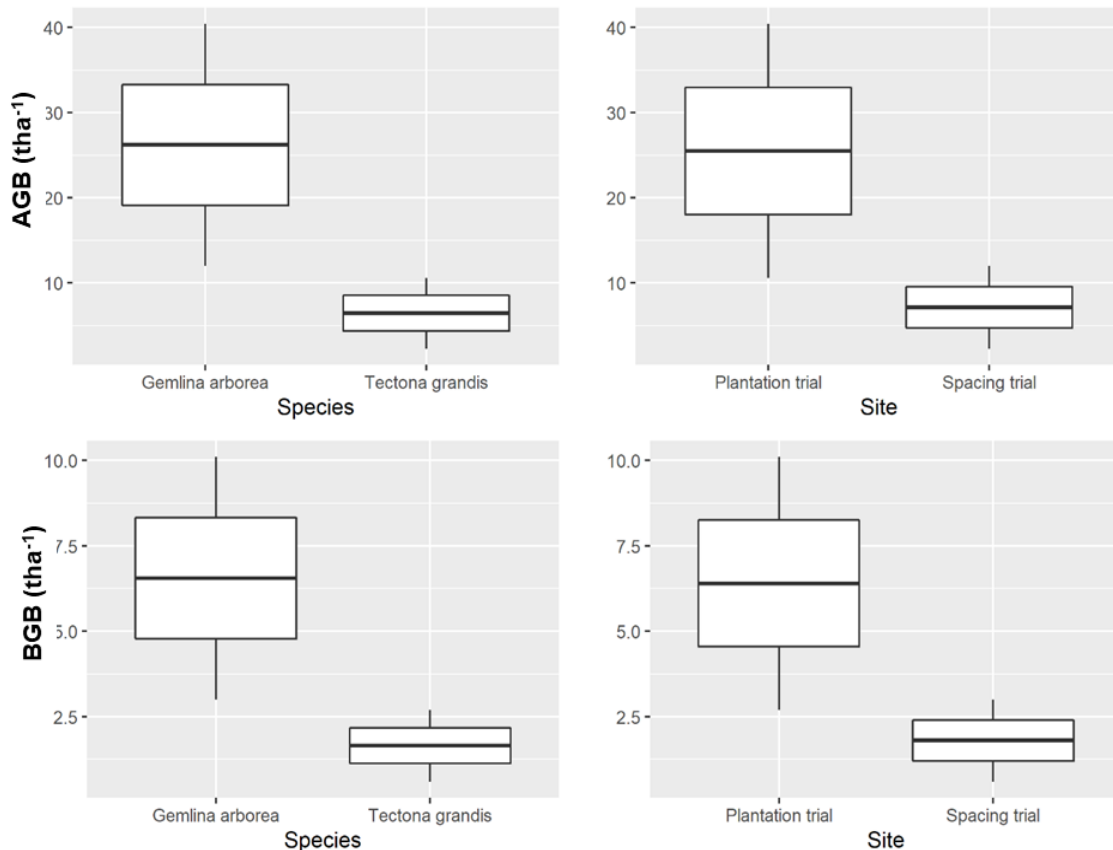 AGB (tha⁻¹)
40
30
20
10
Gemlina arborea Tectona grandis
Species
40
30
20
10
Plantation trial Spacing trial
Site
BGB (tha⁻¹)
10.0
7.5
5.0
2.5
Gemlina arborea Tectona grandis
Species
10.0
7.5
5.0
2.5
Plantation trial Spacing trial
Site